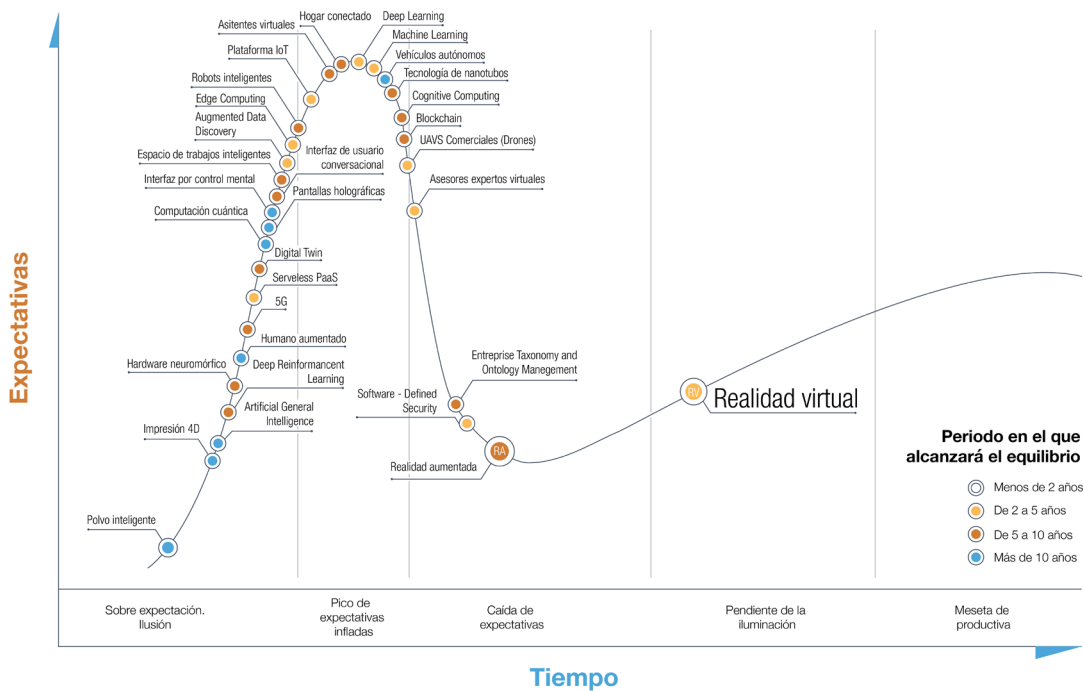 Hogar conectado
Deep Learning
Asitentes virtuales
Machine Learning
Plataforma IoT
Vehículos autónomos
Robots inteligentes
Tecnología de nanotubos
Edge Computing
Cognitive Computing
Augmented Data
Discovery
Blockchain
UAVS Comerciales (Drones)
Espacio de trabajos inteligentes
Interfaz de usuario
conversacional
Interfaz por control mental
Asesores expertos virtuales
Pantallas holográficas
Computación cuántica
Digital Twin
Serveless PaaS
5G
Humano aumentado
Hardware neuromórfico
Deep Reinformancent
Learning
Entreprise Taxonomy and
Ontology Menagement
Software - Defined
Security
Artificial General
Intelligence
Impresión 4D
RA
Realidad aumentada
RV
Realidad virtual
Polvo inteligente
Expectativas
Periodo en el que
alcanzará el equilibrio
Menos de 2 años
De 2 a 5 años
De 5 a 10 años
Más de 10 años
Sobre expectación.
Ilusión
Pico de
expectativas
infladas
Caída de
expectativas
Pendiente de la
iluminación
Meseta de
productiva
Tiempo